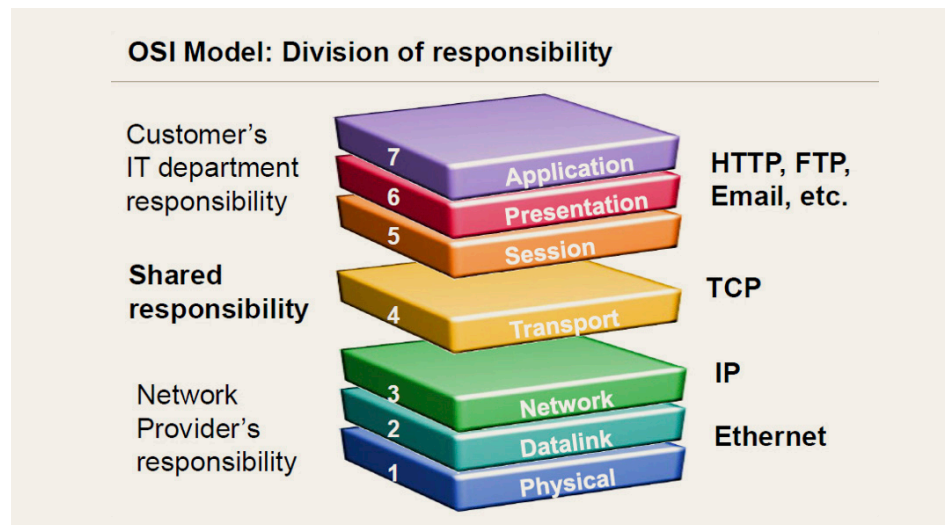 OSI Model: Division of responsibility
Customer's
IT department
responsibility
7
Application
6
Presentation
5
Session
HTTP, FTP,
Email, etc.
Shared
responsibility
4
Transport
TCP
Network
Provider's
responsibility
3
Network
2
Datalink
1
Physical
IP
Ethernet